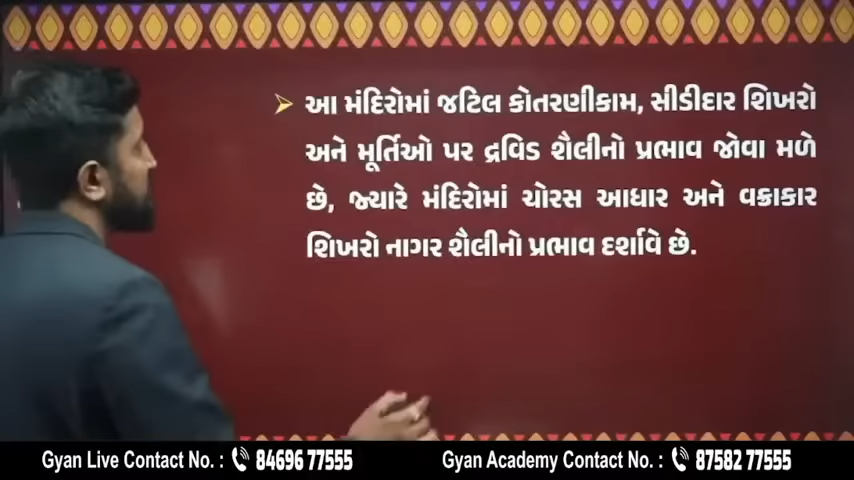 ➢ આ મંદિરોમાં જટિલ કોતરણીકામ, સીડીદાર શિખરો
અને મૂર્તિઓ પર દ્રવિડ શૈલીનો પ્રભાવ જોવા મળે
છે, જ્યારે મંદિરોમાં ચોરસ આધાર અને વક્રાકાર
શિખરો નાગર શૈલીનો પ્રભાવ દર્શાવે છે.
Gyan Live Contact No. : 84696 77555
Gyan Academy Contact No. : 87582 77555